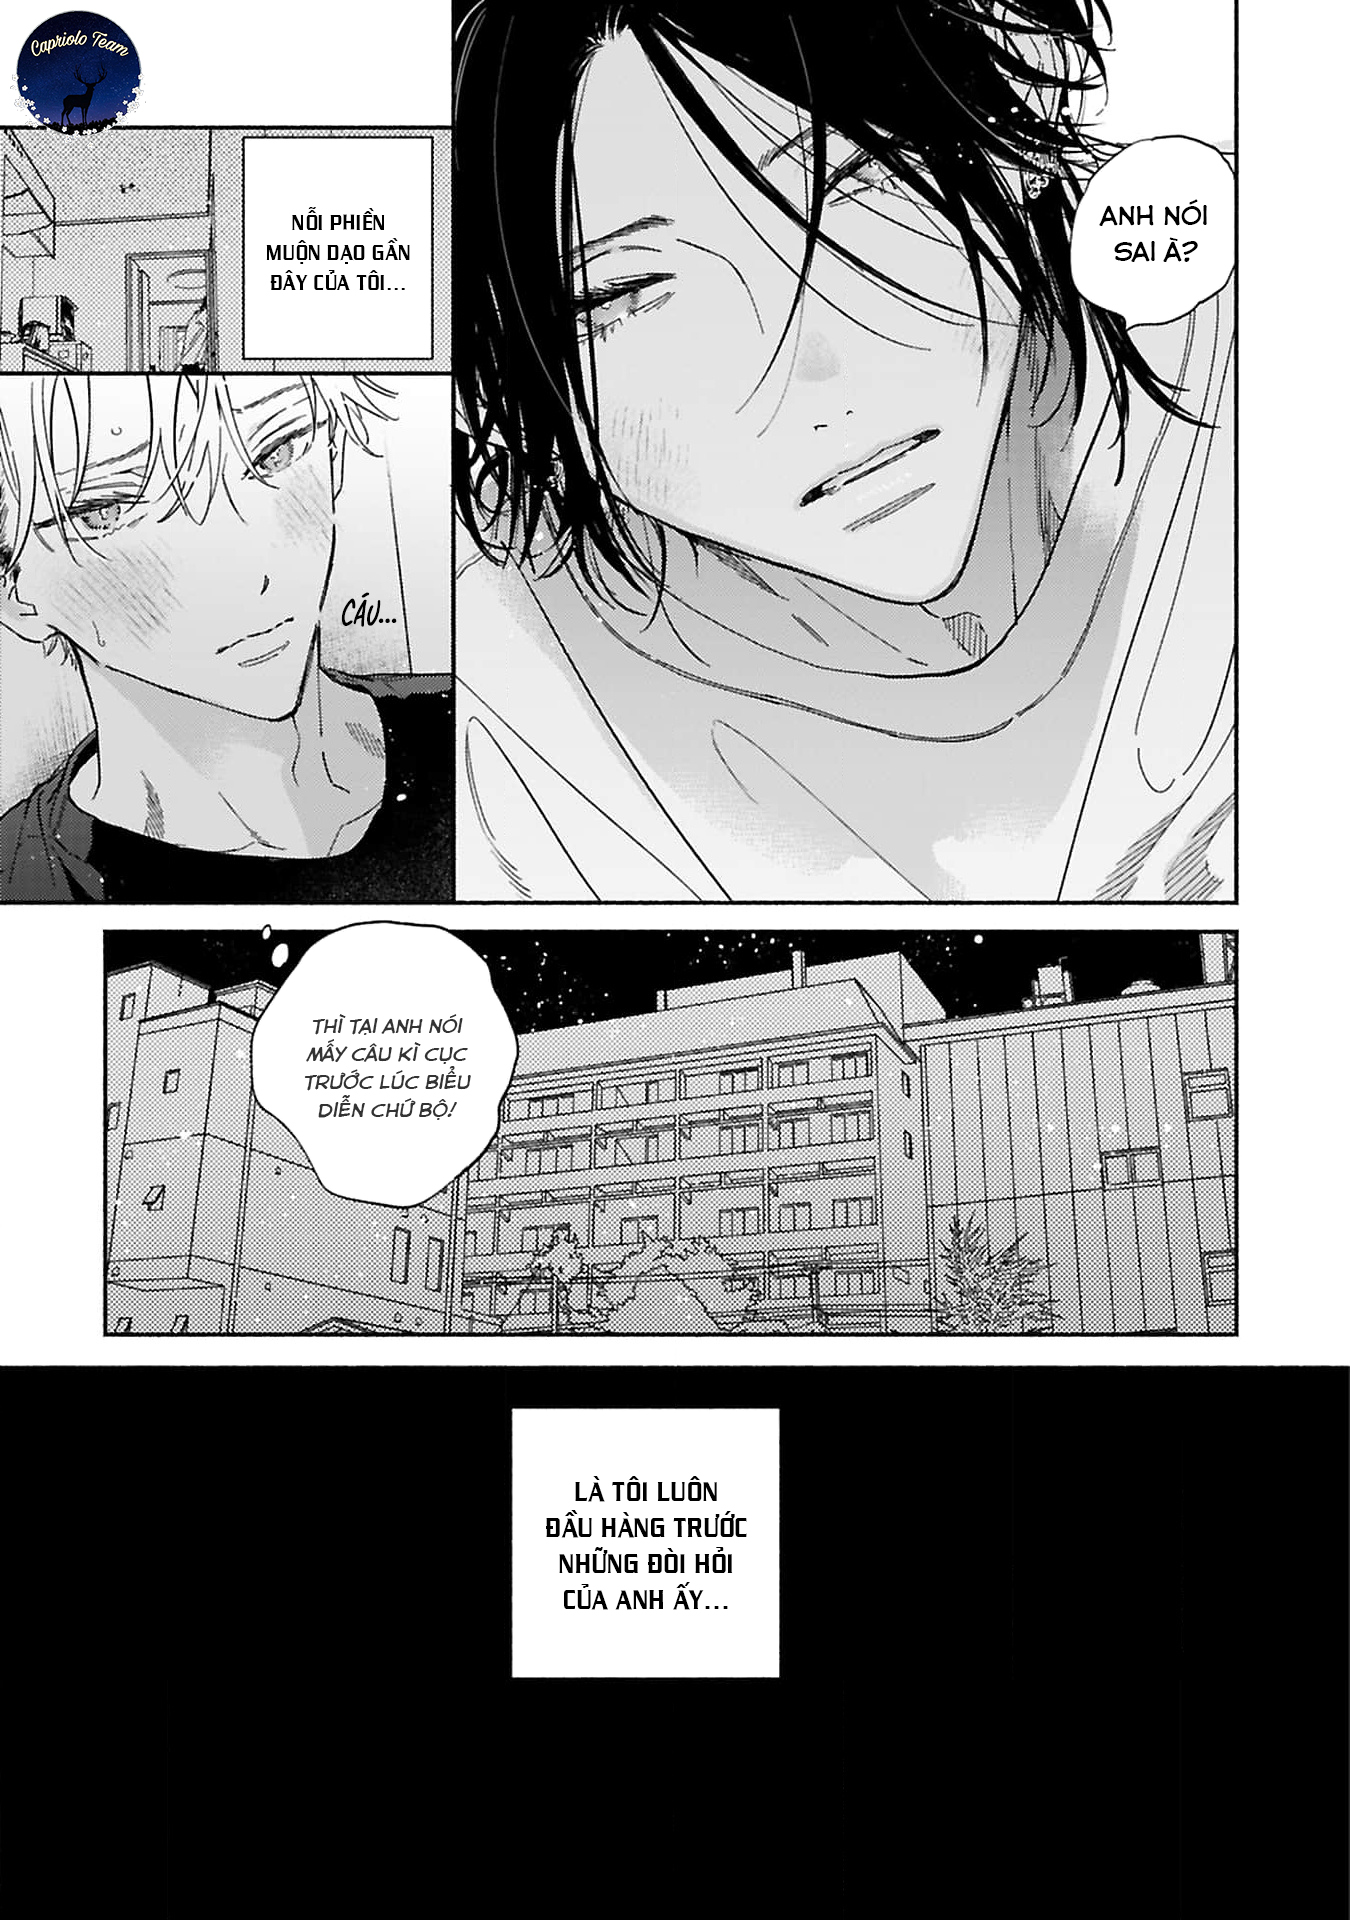 Capriolo Team
ANH NÓI
SAI À?
NỖI PHIỀN
MUỘN DẠO GẦN
ĐÂY CỦA TÔI...
CÁU...
THÌ TẠI ANH NÓI
MẤY CÂU KÌ CỤC
TRƯỚC LÚC BIỂU
DIỄN CHỨ BỘ!
LÀ TÔI LUÔN
ĐẦU HÀNG TRƯỚC
NHỮNG ĐÒI HỎI
CỦA ANH ẤY...